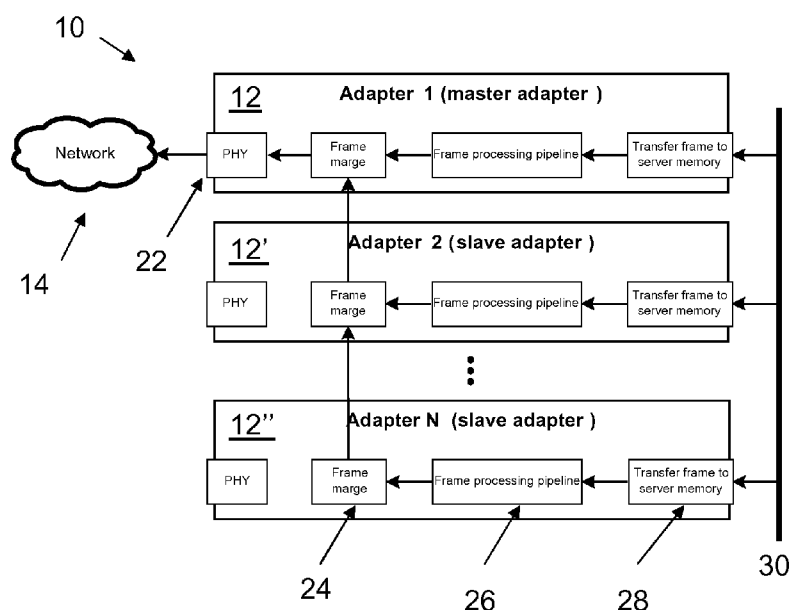 10
12
Adapter 1 (master adapter )
Network
PHY
Frame
marge
Frame processing pipeline
Transfer frame to
server memory
14
22
12’
Adapter 2 (slave adapter )
PHY
Frame
marge
Frame processing pipeline
Transfer frame to
server memory
12’’
Adapter N (slave adapter )
PHY
Frame
marge
Frame processing pipeline
Transfer frame to
server memory
24
26
28
30